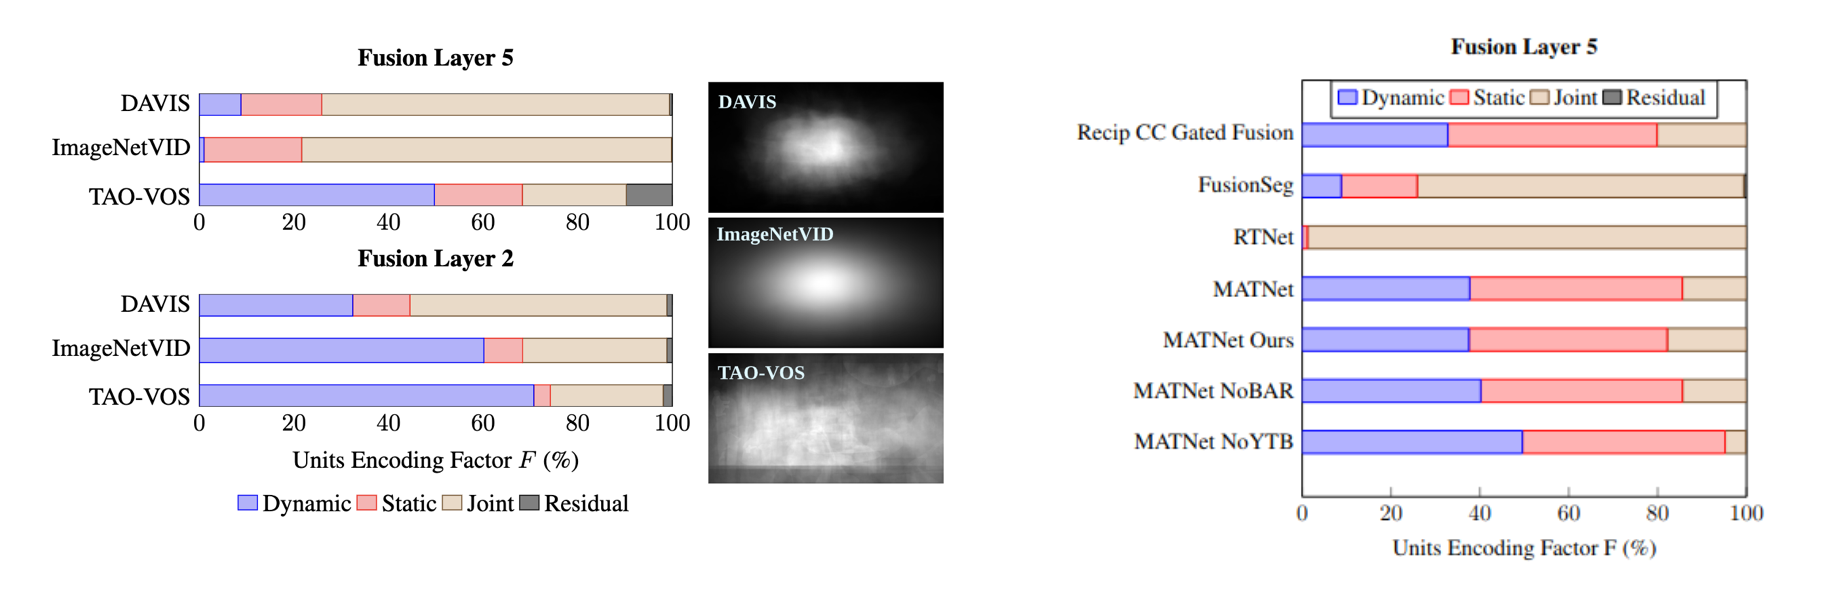 Fusion Layer 5
DAVIS
ImageNetVID
TAO-VOS
0 20 40 60 80 100
Fusion Layer 2
DAVIS
ImageNetVID
TAO-VOS
0 20 40 60 80 100
Units Encoding Factor F (%)
Dynamic Static Joint Residual
DAVIS
ImageNetVID
TAO-VOS
Fusion Layer 5
Dynamic Static Joint Residual
Recip CC Gated Fusion
FusionSeg
RTNet
MATNet
MATNet Ours
MATNet NoBAR
MATNet NoYTB
0 20 40 60 80 100
Units Encoding Factor F (%)